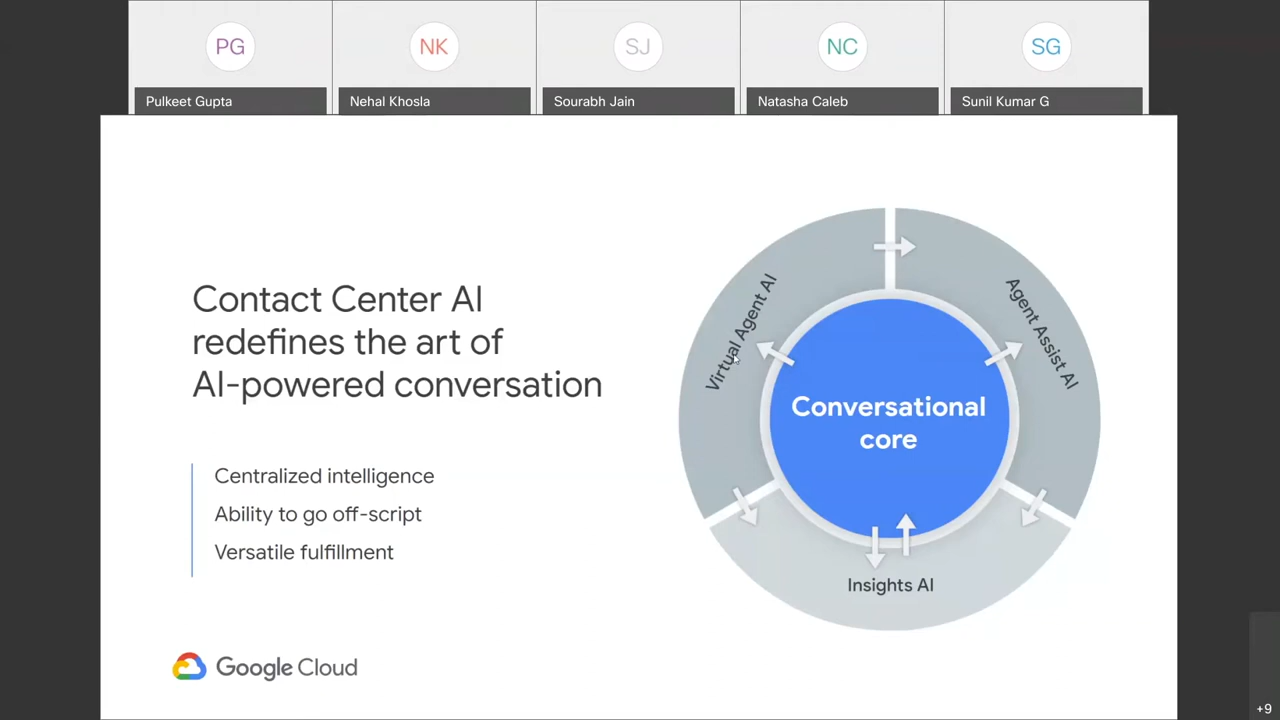 PG
NK
SJ
NC
SG
Pulkeet Gupta
Nehal Khosla
Sourabh Jain
Natasha Caleb
Sunil Kumar G
Contact Center AI
redefines the art of
AI-powered conversation
Centralized intelligence
Ability to go off-script
Versatile fulfillment
Virtual Agent AI
Agent Assist AI
Conversational
core
Insights AI
Google Cloud
+9